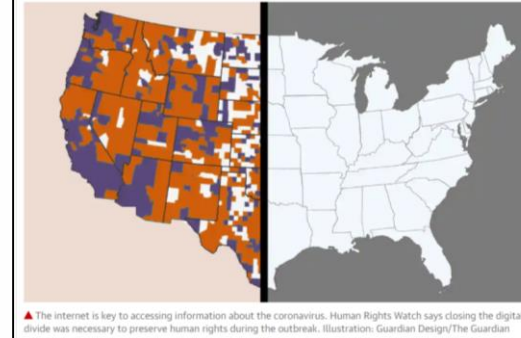 ▲ The internet is key to accessing information about the coronavirus. Human Rights Watch says closing the digital
divide was necessary to preserve human rights during the outbreak. Illustration: Guardian Design/The Guardian